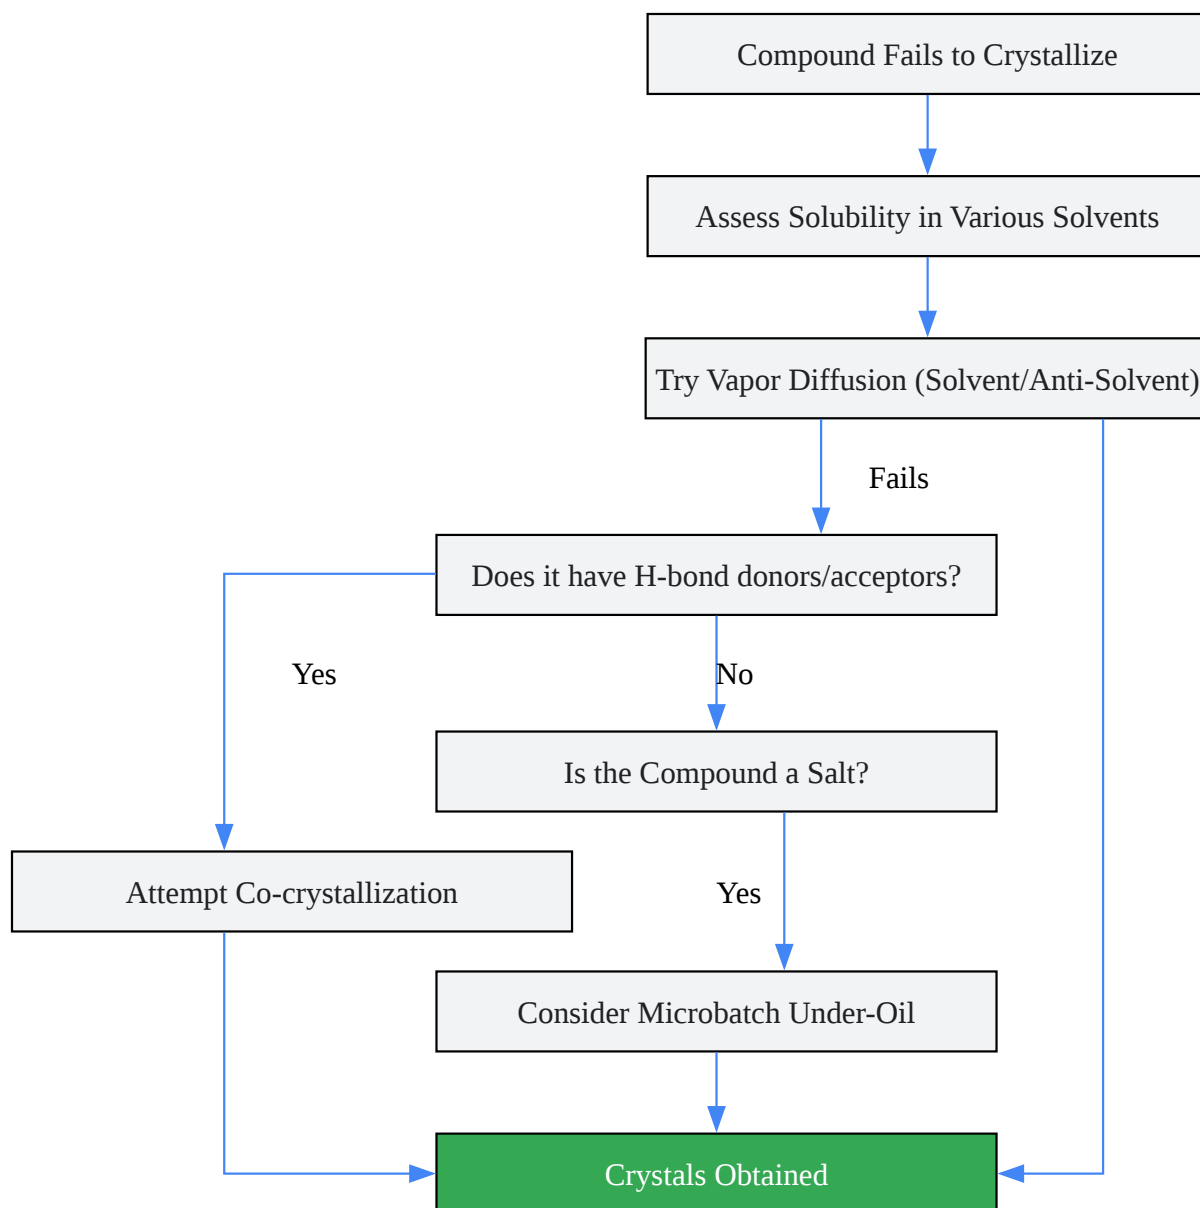 Compound Fails to Crystallize
Assess Solubility in Various Solvents
Try Vapor Diffusion (Solvent/Anti-Solvent)
Fails
Does it have H-bond donors/acceptors?
Yes
No
Is the Compound a Salt?
Attempt Co-crystallization
Yes
Consider Microbatch Under-Oil
Crystals Obtained